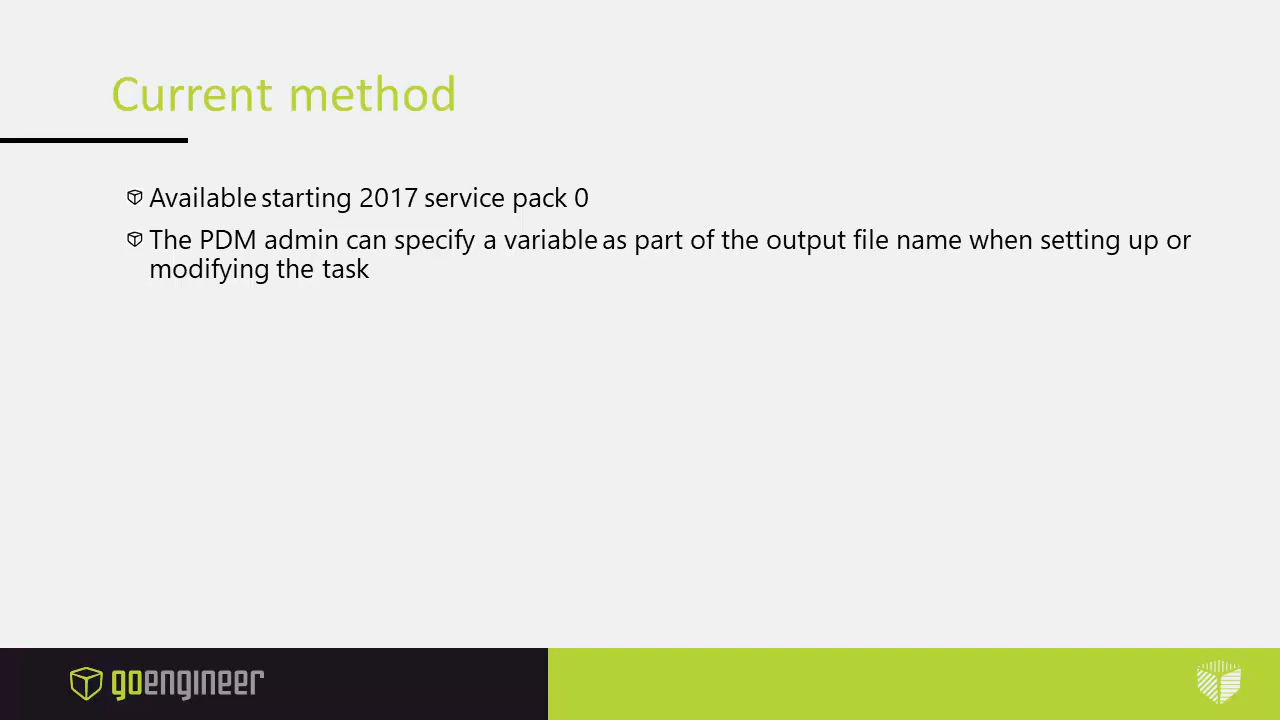 Current method
Available starting 2017 service pack 0
The PDM admin can specify a variable as part of the output file name when setting up or
modifying the task
goengineer